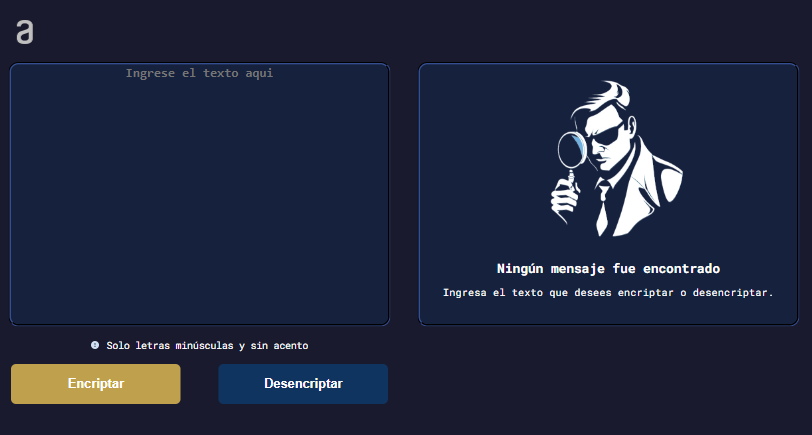 a
Ingrese el texto aqui
Ningún mensaje fue encontrado
Ingresa el texto que desees encriptar o desencriptar.
Solo letras minúsculas y sin acento
Encriptar
Desencriptar